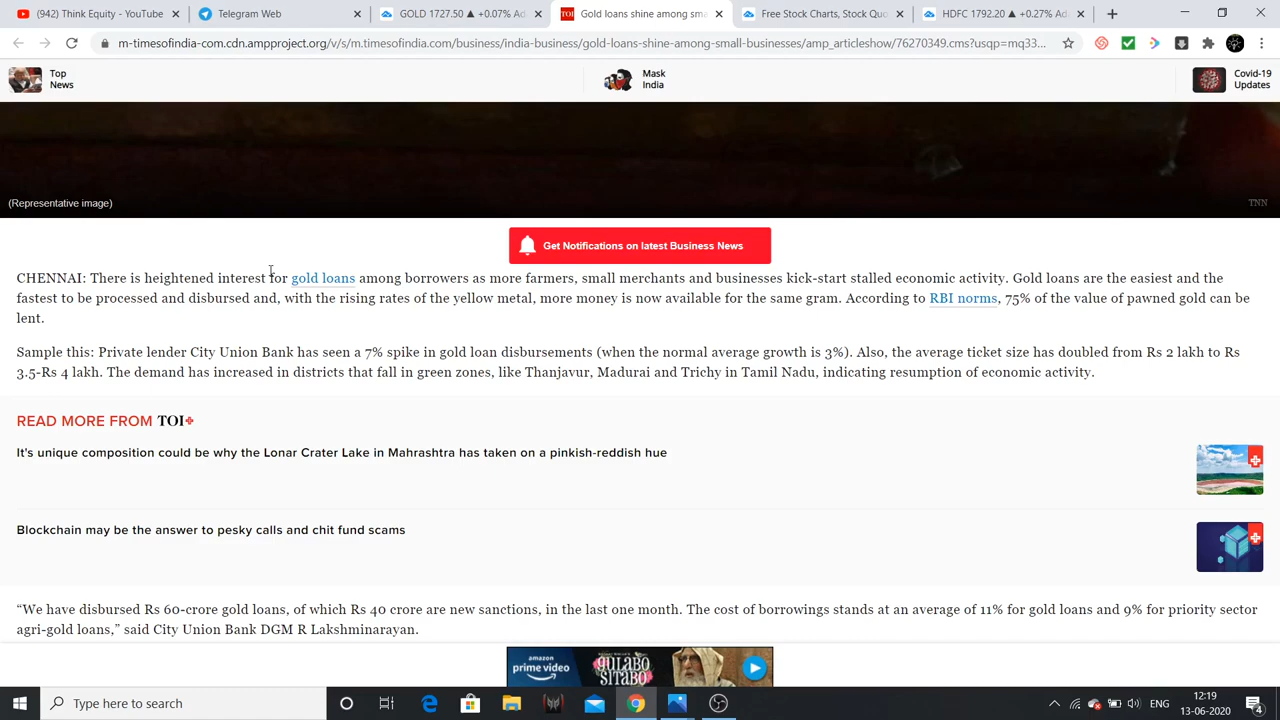 (942) Think Equity - YouTube
Telegram Web
GOLD 1727.50 ▲ +0.07% Ad
Gold loans shine among sma
Free Stock Charts, Stock Quo
HDFC 1792.20 ▲ +0.27% Ad
m-timesofindia-com.cdn.ampproject.org/v/s/m.timesofindia.com/business/india-business/gold-loans-shine-among-small-businesses/amp_articleshow/76270349.cms?usqp=mq33...
Top
News
Mask
India
Covid-19
Updates
(Representative image)
TNN
Get Notifications on latest Business News
CHENNAI: There is heightened interest for gold loans among borrowers as more farmers, small merchants and businesses kick-start stalled economic activity. Gold loans are the easiest and the
fastest to be processed and disbursed and, with the rising rates of the yellow metal, more money is now available for the same gram. According to RBI norms, 75% of the value of pawned gold can be
lent.
Sample this: Private lender City Union Bank has seen a 7% spike in gold loan disbursements (when the normal average growth is 3%). Also, the average ticket size has doubled from Rs 2 lakh to Rs
3.5-Rs 4 lakh. The demand has increased in districts that fall in green zones, like Thanjavur, Madurai and Trichy in Tamil Nadu, indicating resumption of economic activity.
READ MORE FROM TOI+
It's unique composition could be why the Lonar Crater Lake in Mahrashtra has taken on a pinkish-reddish hue
Blockchain may be the answer to pesky calls and chit fund scams
“We have disbursed Rs 60-crore gold loans, of which Rs 40 crore are new sanctions, in the last one month. The cost of borrowings stands at an average of 11% for gold loans and 9% for priority sector
agri-gold loans,” said City Union Bank DGM R Lakshminarayan.
amazon
prime video
GULABO
SITABO
Type here to search
ENG
12:19
13-06-2020
4